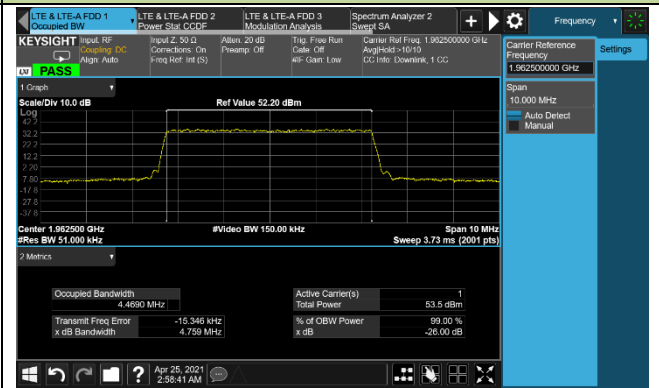 LTE & LTE-A FDD 1
Occupied BW
LTE & LTE-A FDD 2
Power Stat CCDF
LTE & LTE-A FDD 3
Modulation Analysis
Spectrum Analyzer 2
Swept SA
Frequency
KEYSIGHT
Input: RF
Coupling: DC
Align: Auto
Input Z: 50 Ω
Corrections: On
Freq Ref: Int (S)
Atten: 20 dB
Preamp: Off
Trig: Free Run
Gate: Off
#IF Gain: Low
Carrier Ref Freq: 1.962500000 GHz
Avg|Hold:>10/10
CC Info: Downlink, 1 CC
LXI
PASS
Carrier Reference
Frequency
1.962500000 GHz
Settings
Span
10.000 MHz
Auto Detect
Manual
1 Graph
Scale/Div 10.0 dB
Ref Value 52.20 dBm
Log
42.2
32.2
22.2
12.2
2.20
-7.80
-17.8
-27.8
-37.8
Center 1.962500 GHz
#Video BW 150.00 kHz
Span 10 MHz
#Res BW 51.000 kHz
Sweep 3.73 ms (2001 pts)
2 Metrics
Occupied Bandwidth
4.4690 MHz
Active Carrier(s)
1
Total Power
53.5 dBm
Transmit Freq Error
-15.346 kHz
% of OBW Power
99.00 %
x dB Bandwidth
4.759 MHz
x dB
-26.00 dB
?
Apr 25, 2021
2:58:41 AM